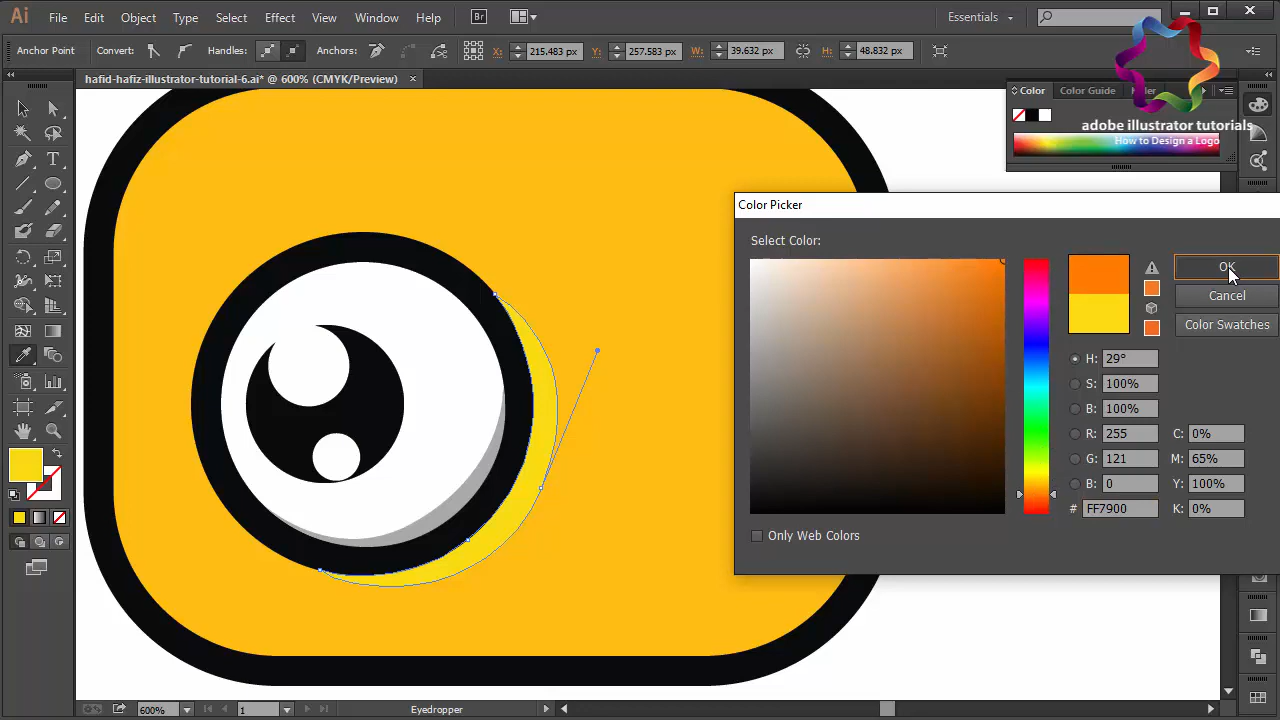 Ai File Edit Object Type Select Effect View Window Help Br Essentials
Anchor Point Convert: Handles: Anchors: X: 215.483 px Y: 257.583 px W: 39.632 px H: 48.832 px
hafid-hafiz-illustrator-tutorial-6.ai* @ 600% (CMYK/Preview)
Color Color Guide
adobe illustrator tutorials
How to Design a Logo
Color Picker
Select Color:
OK
Cancel
Color Swatches
H: 29°
S: 100%
B: 100%
R: 255 C: 0%
G: 121 M: 65%
B: 0 Y: 100%
# FF7900 K: 0%
Only Web Colors
T
600% 1 Eyedropper